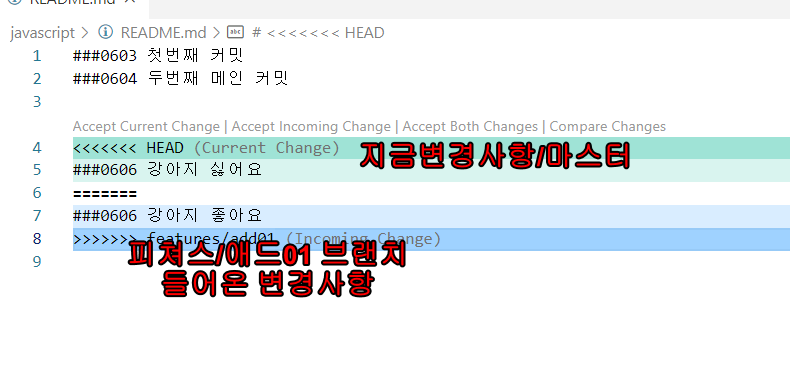 README.md
javascript > README.md > # <<<<<<< HEAD
1 ###0603 첫번째 커밋
2 ###0604 두번째 메인 커밋
3
Accept Current Change | Accept Incoming Change | Accept Both Changes | Compare Changes
4 <<<<<<< HEAD (Current Change) 지금변경사항/마스터
5 ###0606 강아지 싫어요
6 =======
7 ###0606 강아지 좋아요
8 >>>>>>> features/add01 (Incoming Change)
피쳐스/애드01 브랜치
들어온 변경사항
9